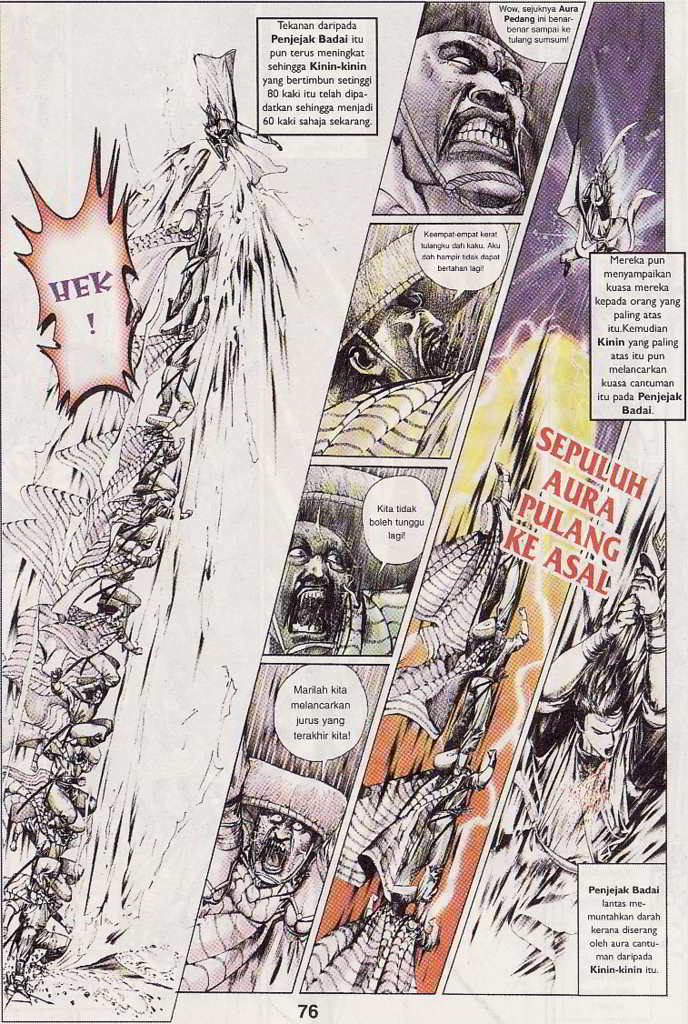 Tekanan daripada
Penjejak Badai itu
pun terus meningkat
sehingga Kinin-kinin
yang bertimbun setinggi
80 kaki itu telah dipa-
datkan sehingga menjadi
60 kaki sahaja sekarang.
HEK
!
Wow, sejuknya Aura
Pedang ini benar-
benar sampai ke
tulang sumsum!
Keempat-empat kerat
tulangku dah kaku. Aku
dah hampir tidak dapat
bertahan lagi!
Kita tidak
boleh tunggu
lagi!
Marilah kita
melancarkan
jurus yang
terakhir kita!
Mereka pun
menyampaikan
kuasa mereka
kepada orang yang
paling atas
itu.Kemudian
Kinin yang paling
atas itu pun
melancarkan
kuasa cantuman
itu pada Penjejak
Badai.
SEPULUH
AURA
PULANG
KE ASAL
Penjejak Badai
lantas me-
muntahkan darah
kerana diserang
oleh aura cantu-
man daripada
Kinin-kinin itu.
76